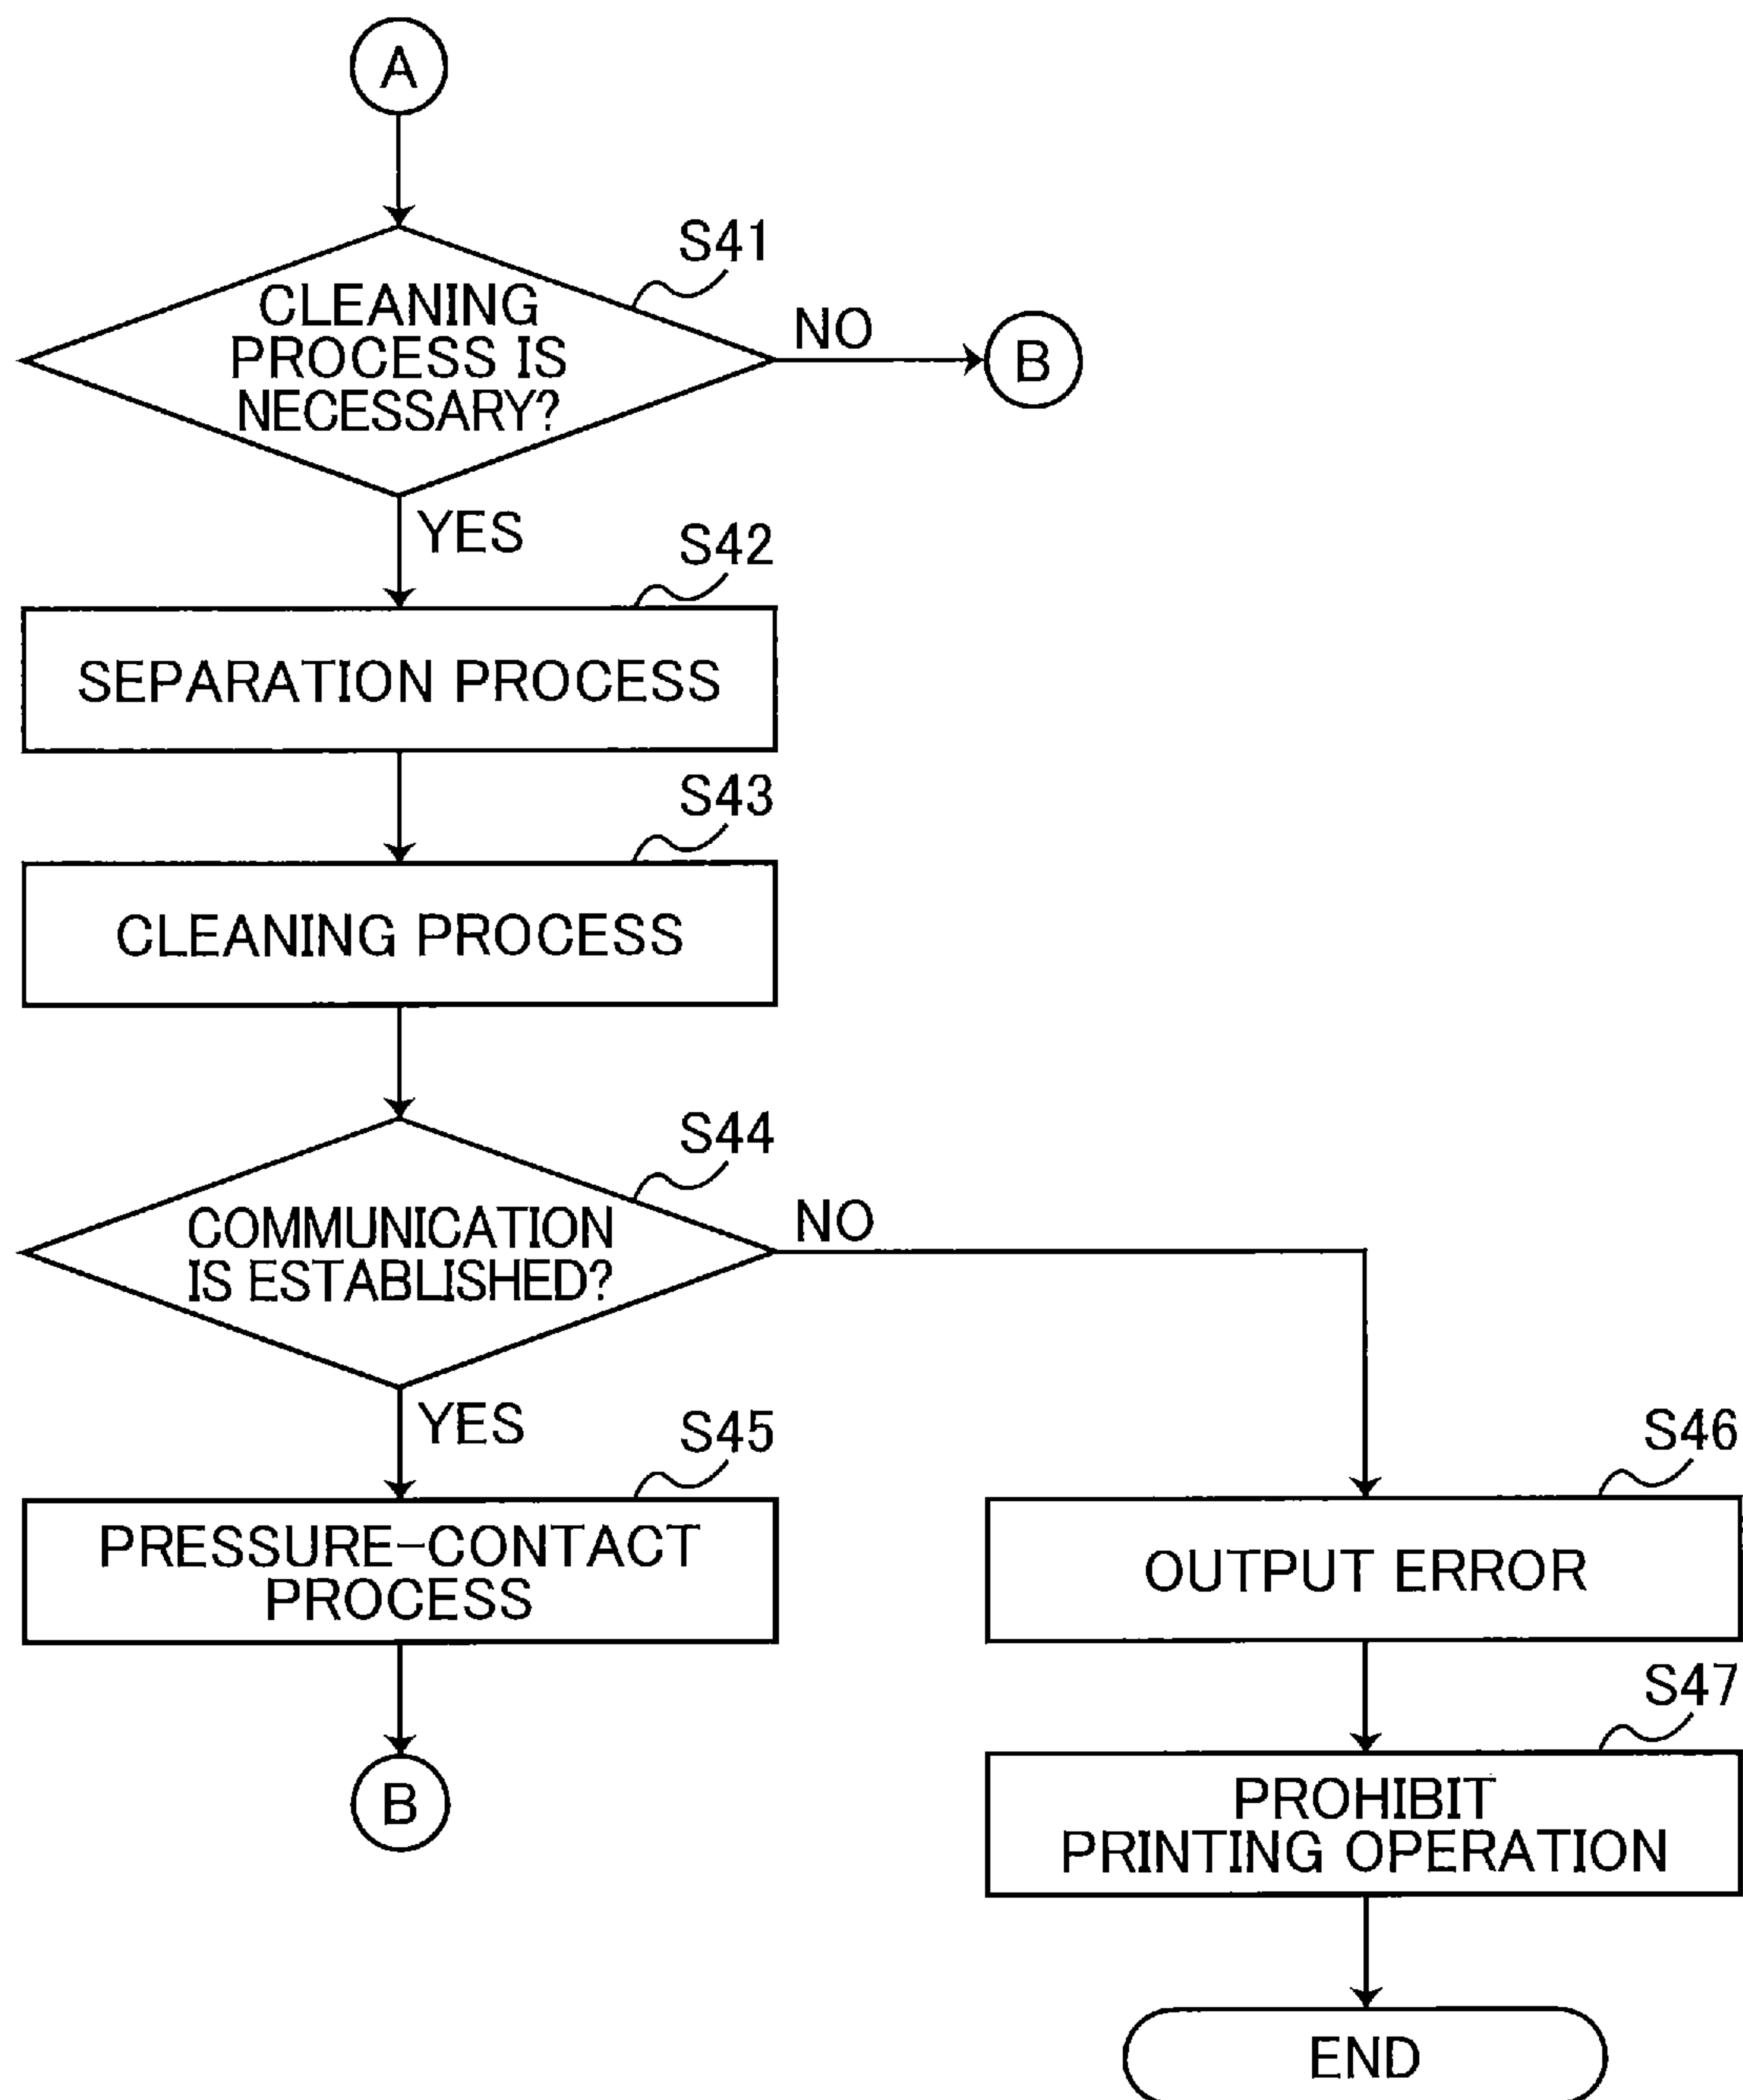 A
S41
CLEANING
PROCESS IS
NECESSARY?
NO
B
YES
S42
SEPARATION PROCESS
S43
CLEANING PROCESS
S44
COMMUNICATION
IS ESTABLISHED?
NO
YES
S45
PRESSURE-CONTACT
PROCESS
B
S46
OUTPUT ERROR
S47
PROHIBIT
PRINTING OPERATION
END